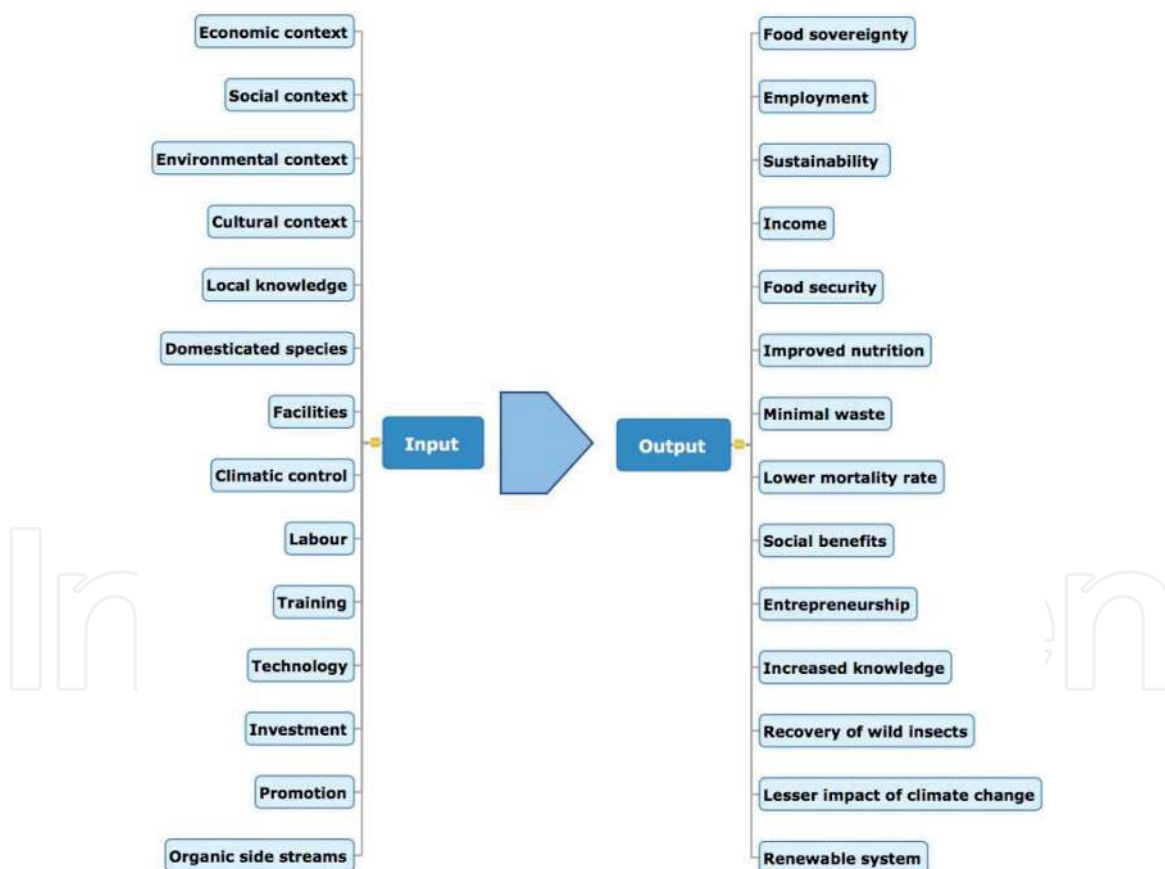 Economic context
Social context
Environmental context
Cultural context
Local knowledge
Domesticated species
Facilities
Climatic control
Labour
Training
Technology
Investment
Promotion
Organic side streams
Input
Output
Food sovereignty
Employment
Sustainability
Income
Food security
Improved nutrition
Minimal waste
Lower mortality rate
Social benefits
Entrepreneurship
Increased knowledge
Recovery of wild insects
Lesser impact of climate change
Renewable system
In
en